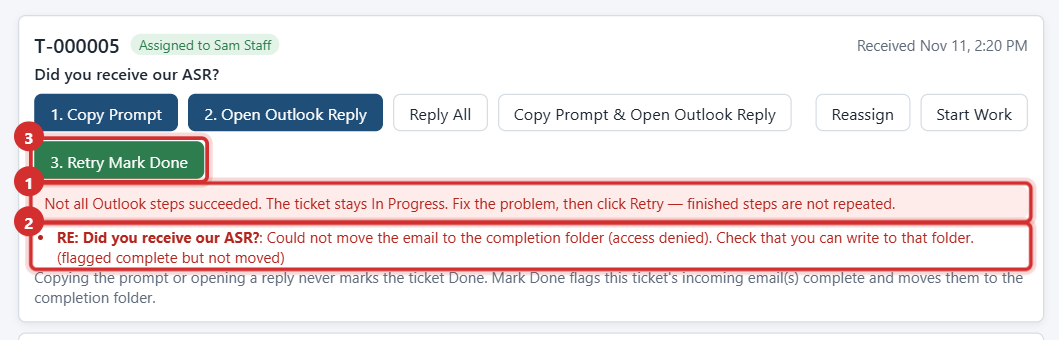 T-000005 Assigned to Sam Staff Received Nov 11, 2:20 PM
Did you receive our ASR?
1. Copy Prompt 2. Open Outlook Reply Reply All Copy Prompt & Open Outlook Reply Reassign Start Work
3
3. Retry Mark Done
1
Not all Outlook steps succeeded. The ticket stays In Progress. Fix the problem, then click Retry — finished steps are not repeated.
2
• RE: Did you receive our ASR?: Could not move the email to the completion folder (access denied). Check that you can write to that folder.
(flagged complete but not moved)
Copying the prompt or opening a reply never marks the ticket Done. Mark Done flags this ticket's incoming email(s) complete and moves them to the
completion folder.